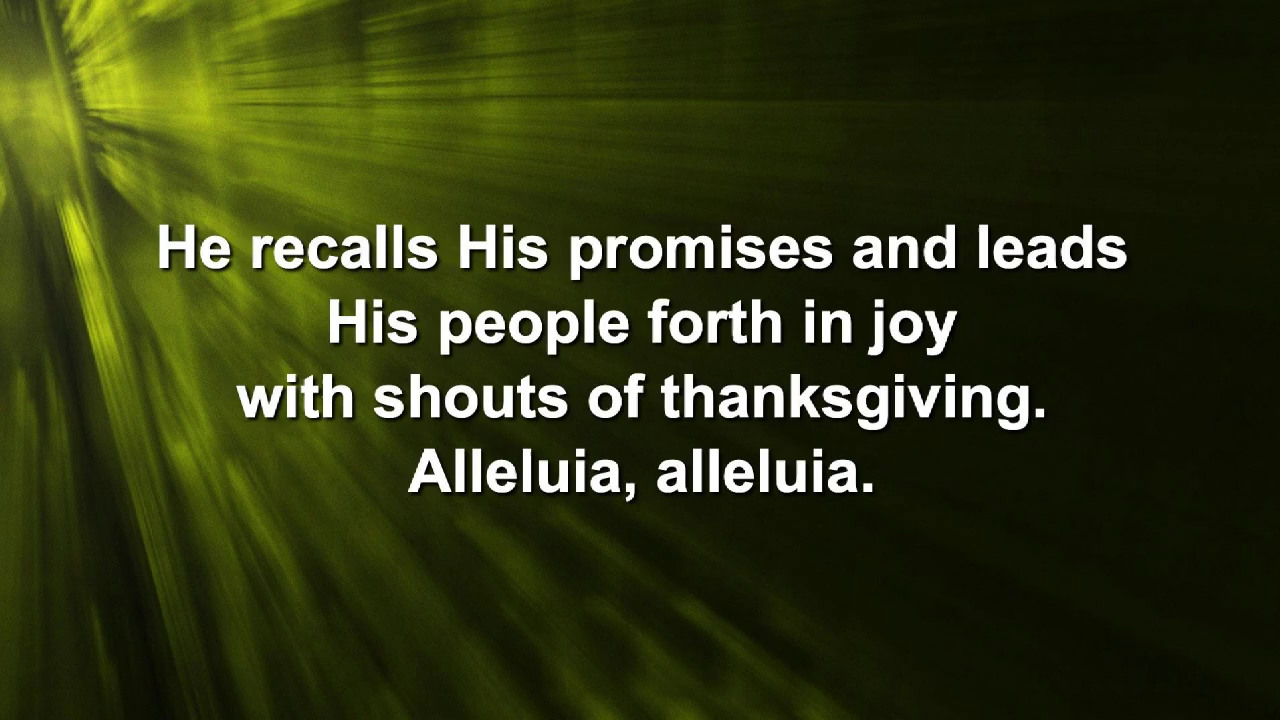 He recalls His promises and leads
His people forth in joy
with shouts of thanksgiving.
Alleluia, alleluia.